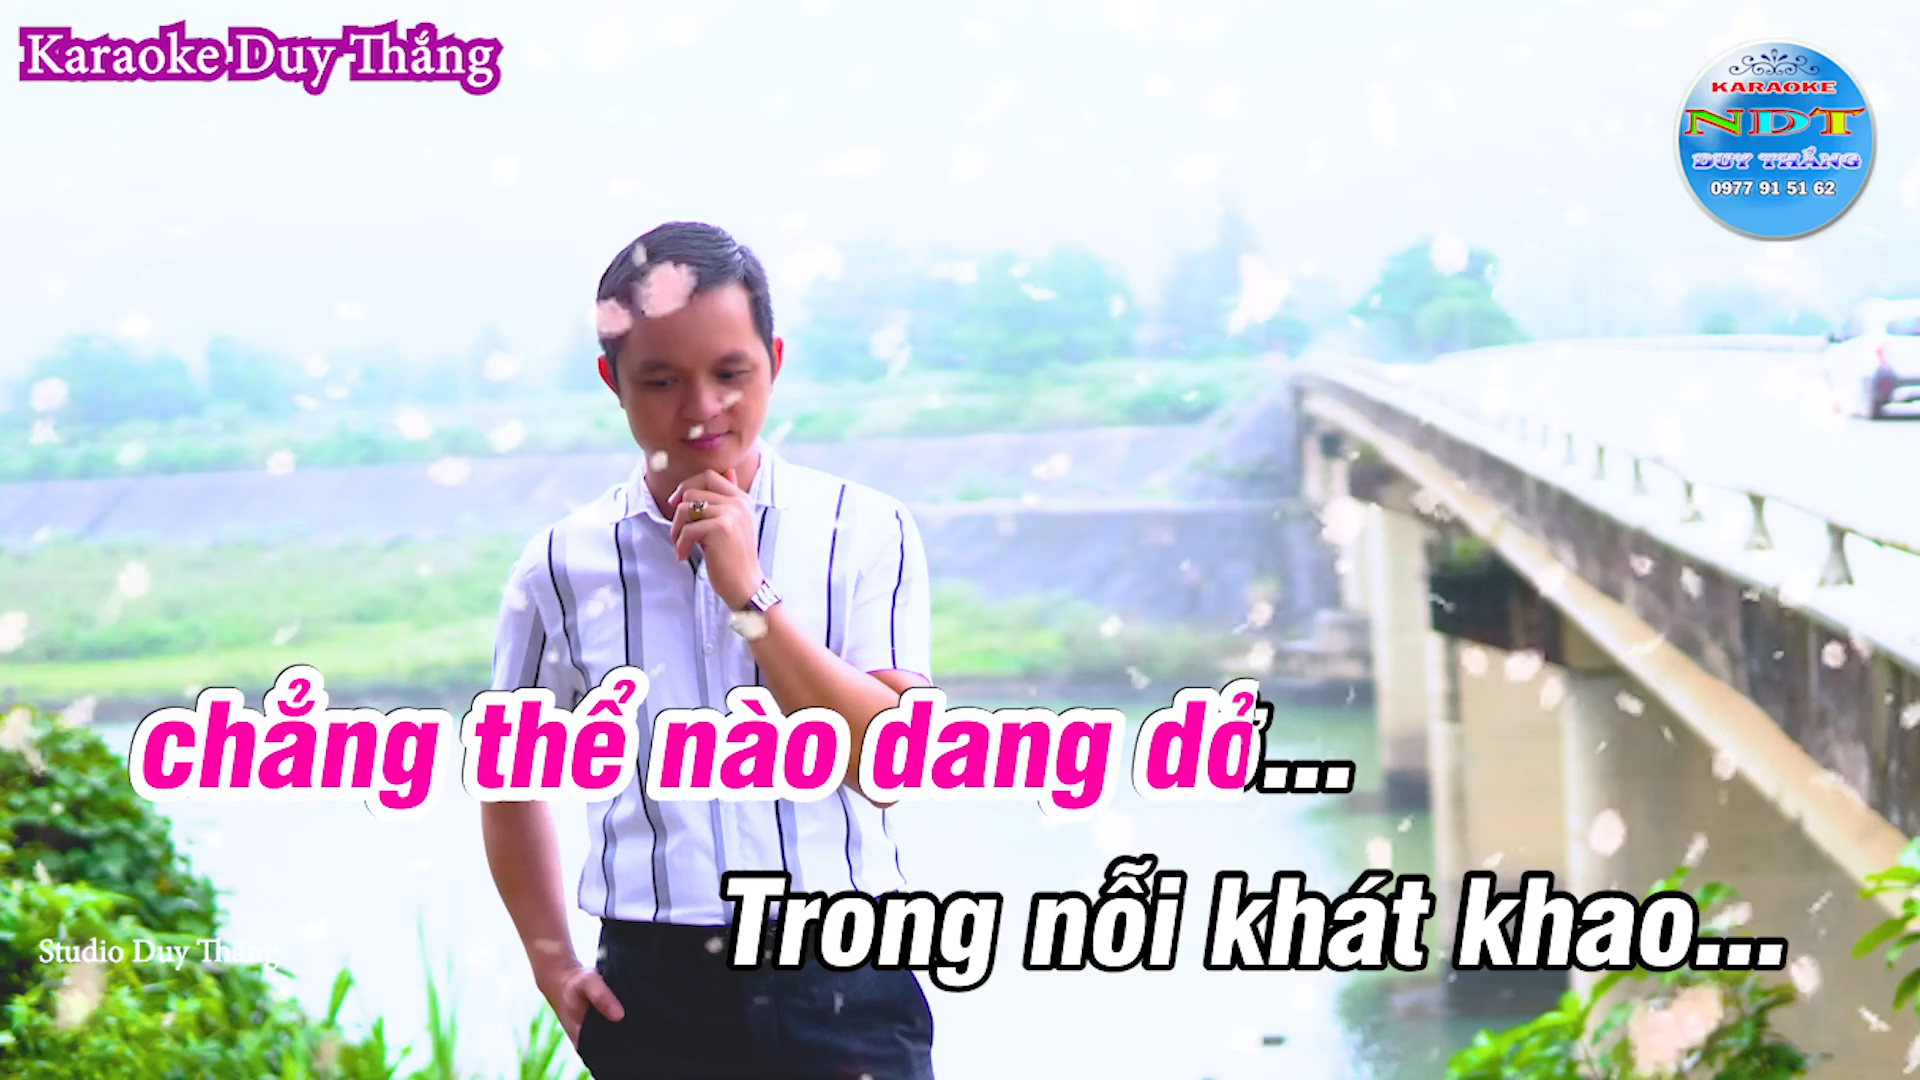 Karaoke Duy Thắng
KARAOKE
NDT
DUY THẮNG
0977 91 51 62
chẳng thể nào dang dở...
Trong nỗi khát khao...
Studio Duy Thắng